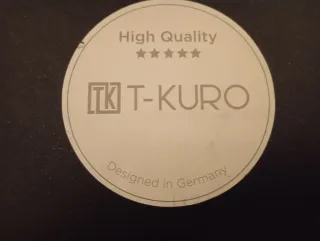 High Quality
TK T-KURO
Designed in Germany